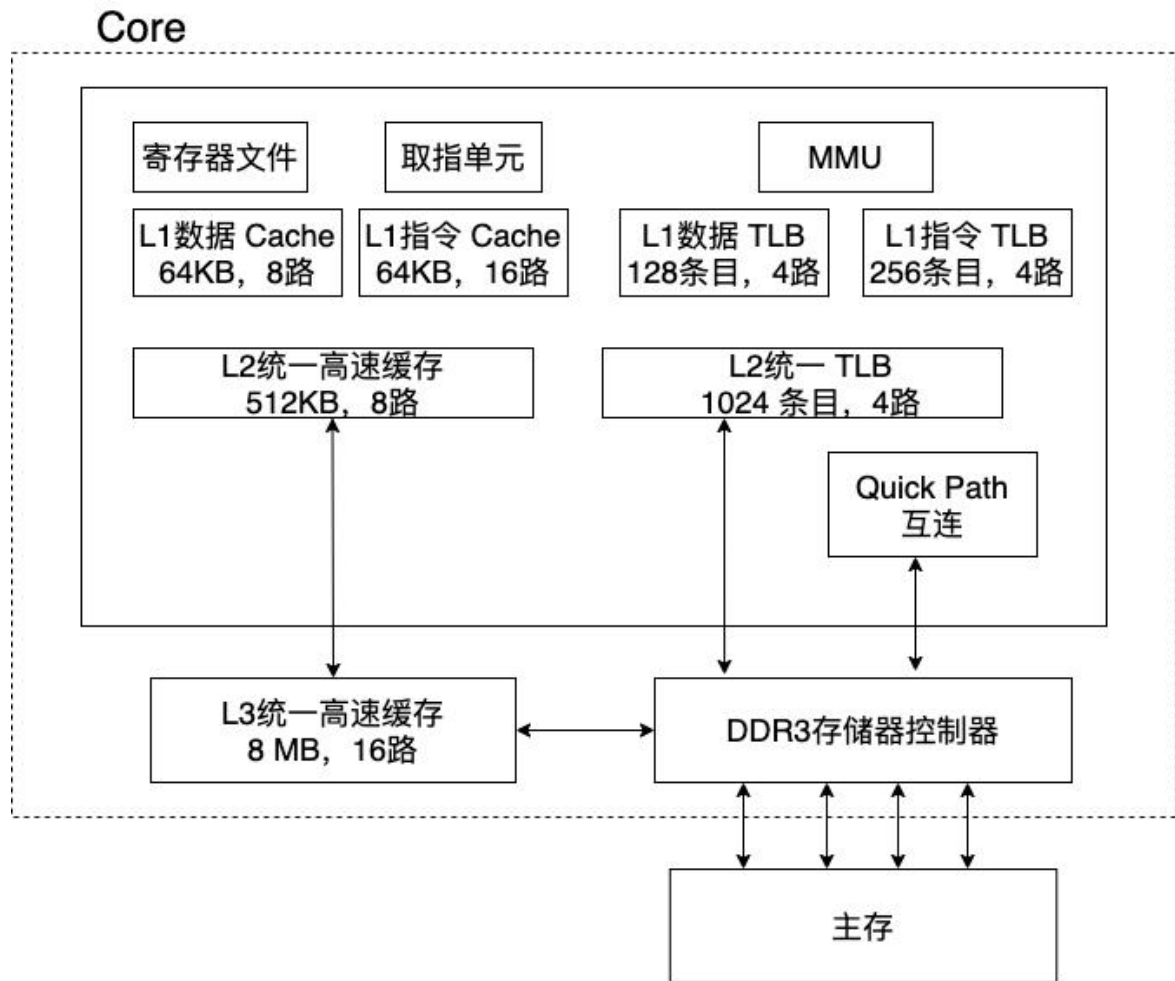 Core
寄存器文件
取指单元
MMU
L1数据 Cache
64KB，8路
L1指令 Cache
64KB，16路
L1数据 TLB
128条目，4路
L1指令 TLB
256条目，4路
L2统一高速缓存
512KB，8路
L2统一 TLB
1024 条目，4路
Quick Path
互连
L3统一高速缓存
8 MB，16路
DDR3存储器控制器
主存